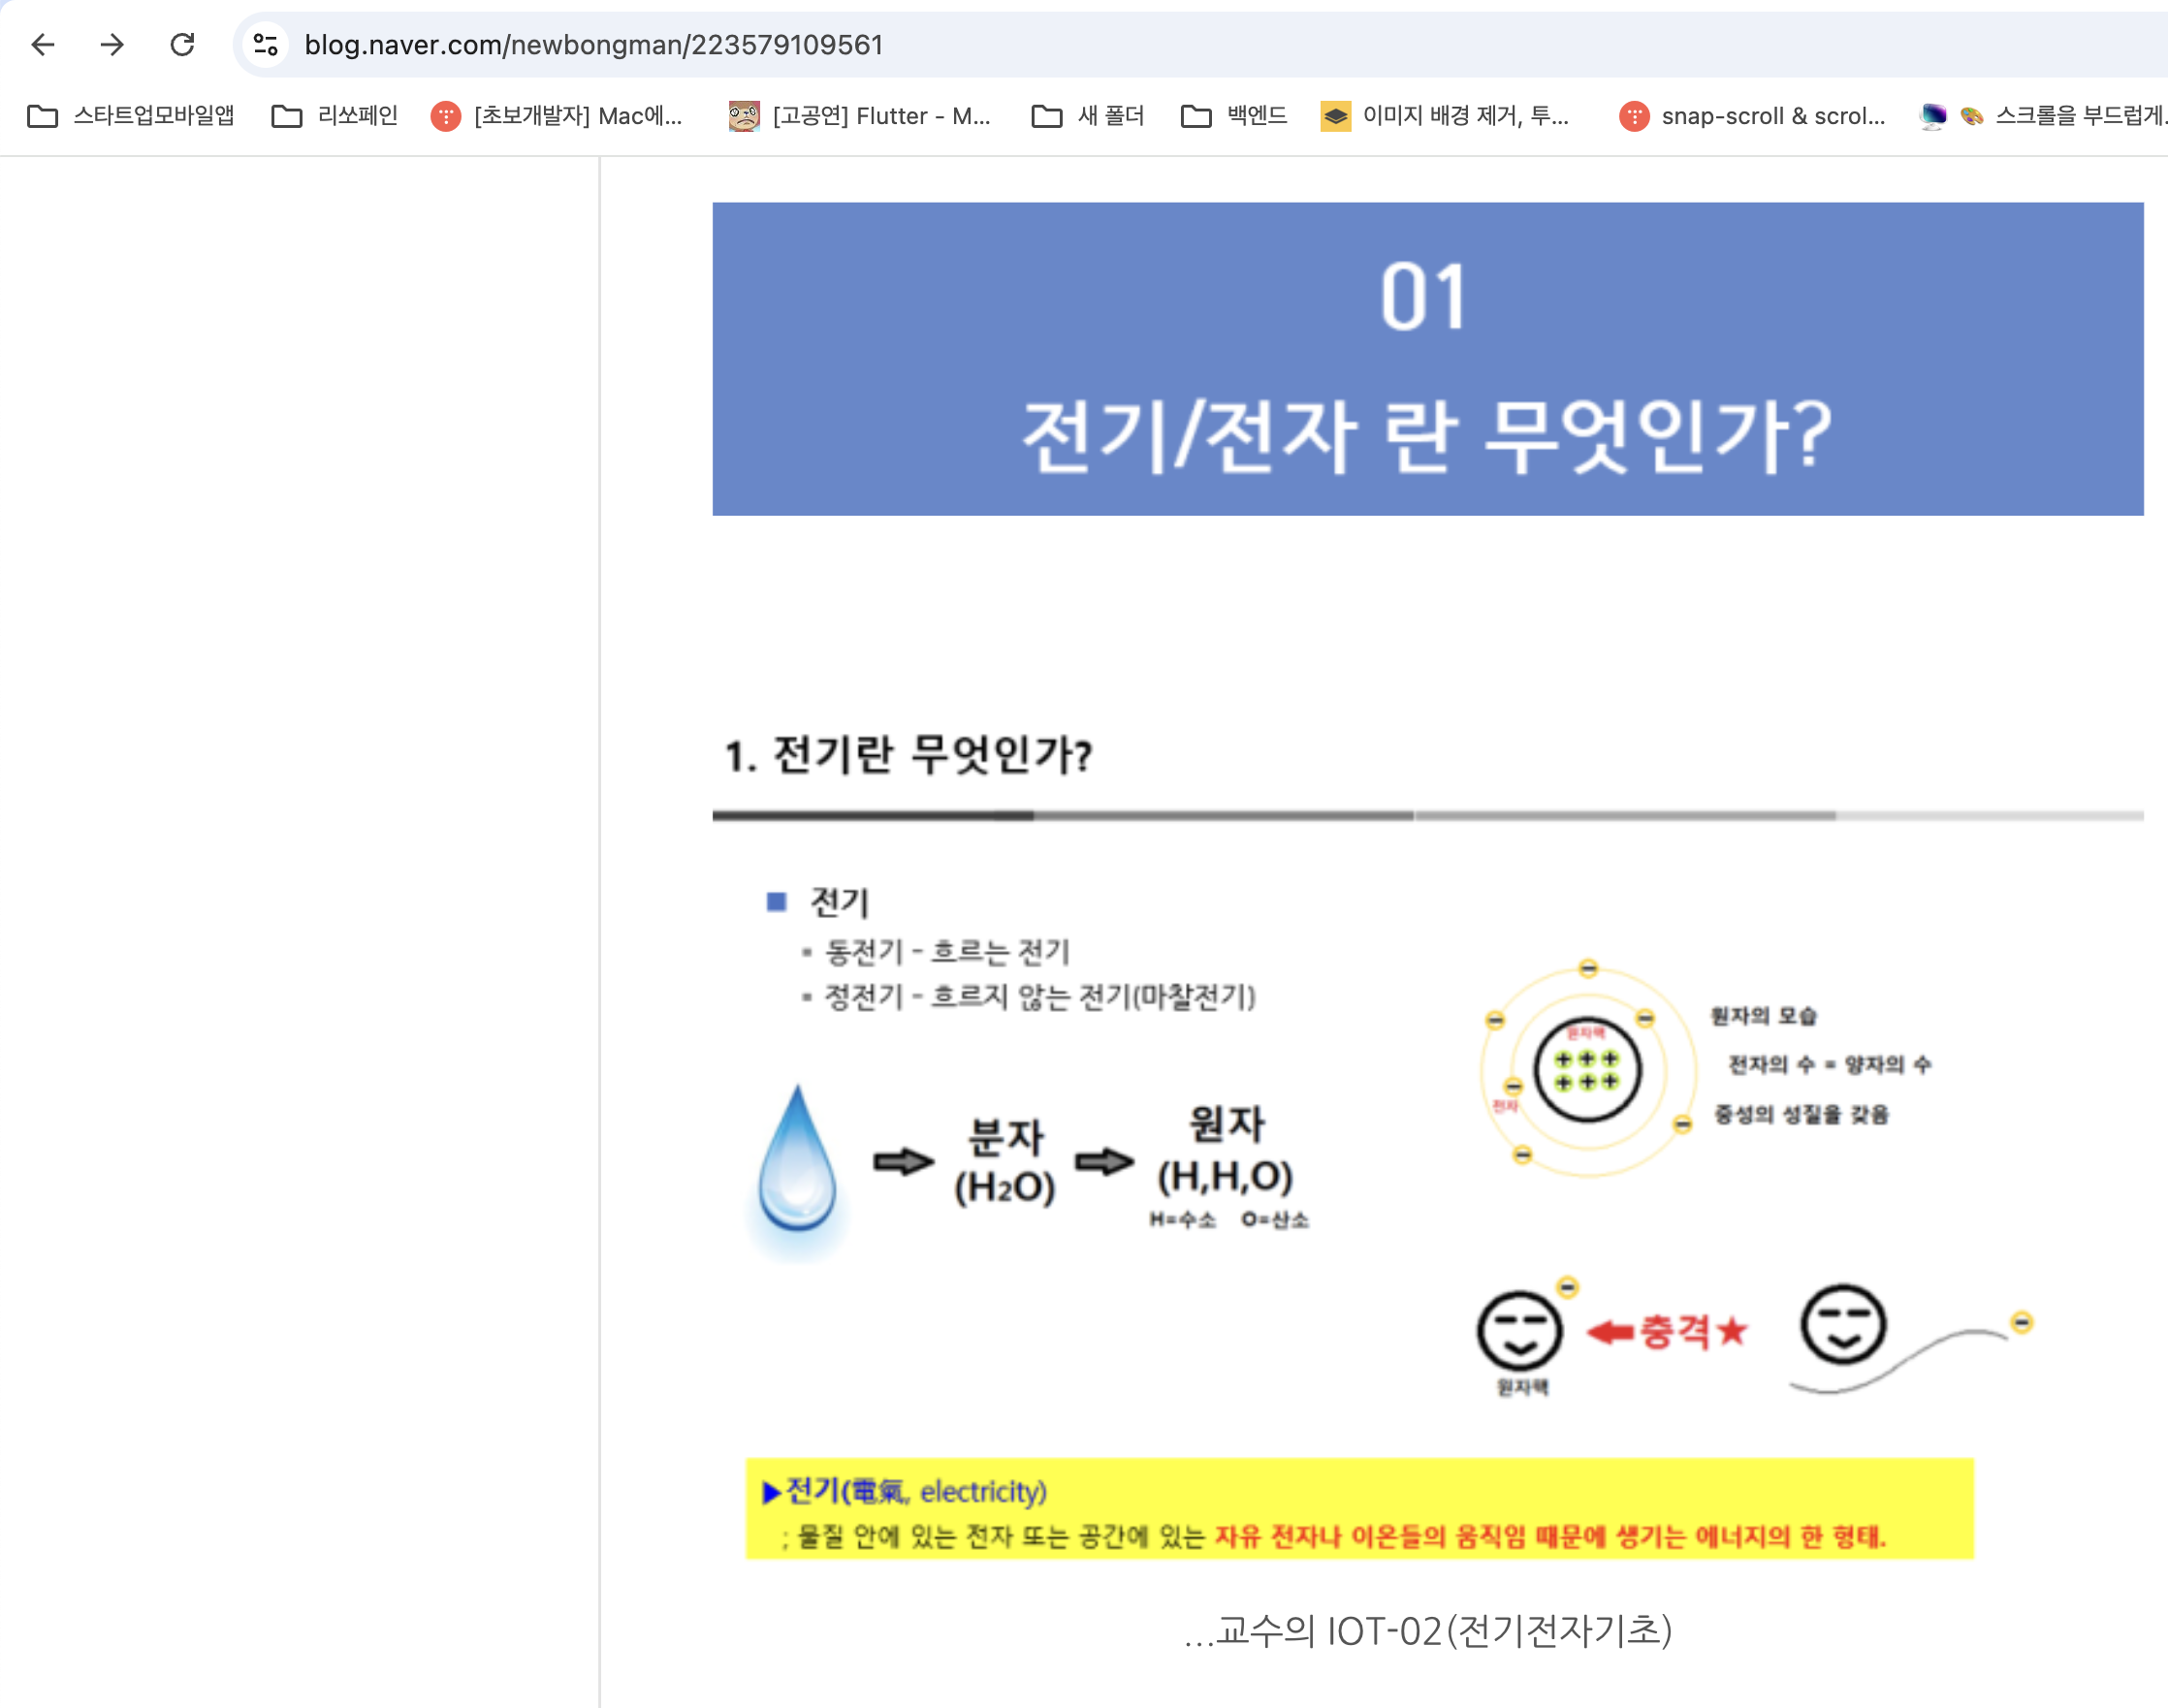 blog.naver.com/newbongman/223579109561
스타트업모바일앱 리쏘페인 [초보개발자] Mac에... [고공연] Flutter - M... 새 폴더 백엔드 이미지 배경 제거, 투... snap-scroll & scrol... 스크롤을 부드럽게.
01
전기/전자 란 무엇인가?
1. 전기란 무엇인가?
■ 전기
▪ 동전기 - 흐르는 전기
▪ 정전기 - 흐르지 않는 전기(마찰전기)
분자
(H₂O)
원자
(H,H,O)
H=수소 O=산소
원자핵
+ + +
+ + +
전자
원자의 모습
전자의 수 = 양자의 수
중성의 성질을 갖음
충격★
원자핵
▶전기(電氣, electricity)
; 물질 안에 있는 전자 또는 공간에 있는 자유 전자나 이온들의 움직임 때문에 생기는 에너지의 한 형태.
...교수의 IOT-02(전기전자기초)